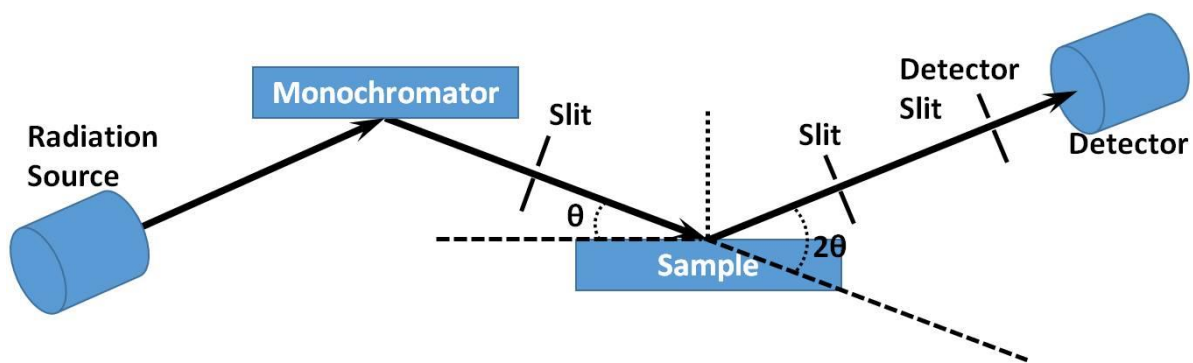 Radiation
Source
Monochromator
Slit
θ
Sample
2θ
Slit
Detector
Slit
Detector